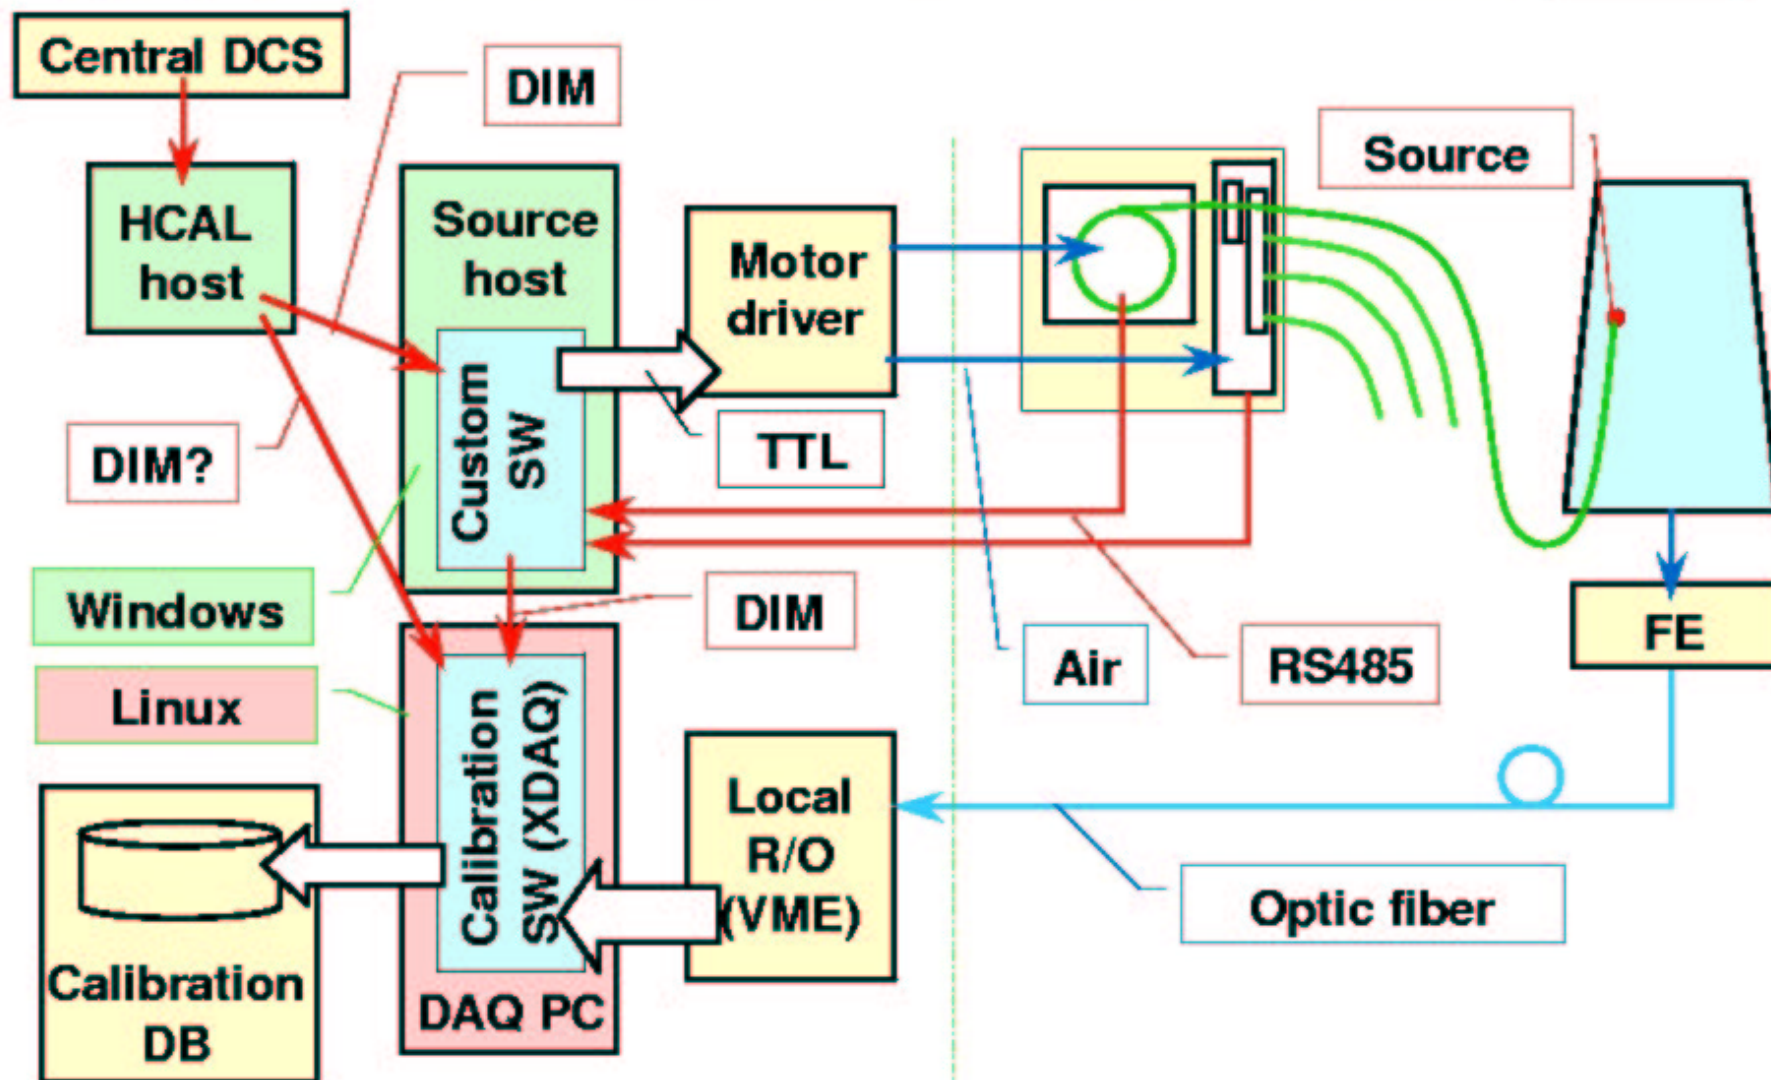 Central DCS
DIM
Source
HCAL
host
Source
host
Motor
driver
Custom
SW
DIM?
TTL
Windows
DIM
Air
RS485
FE
Linux
Calibration
SW (XDAQ)
Local
R/O
(VME)
Optic fiber
Calibration
DB
DAQ PC